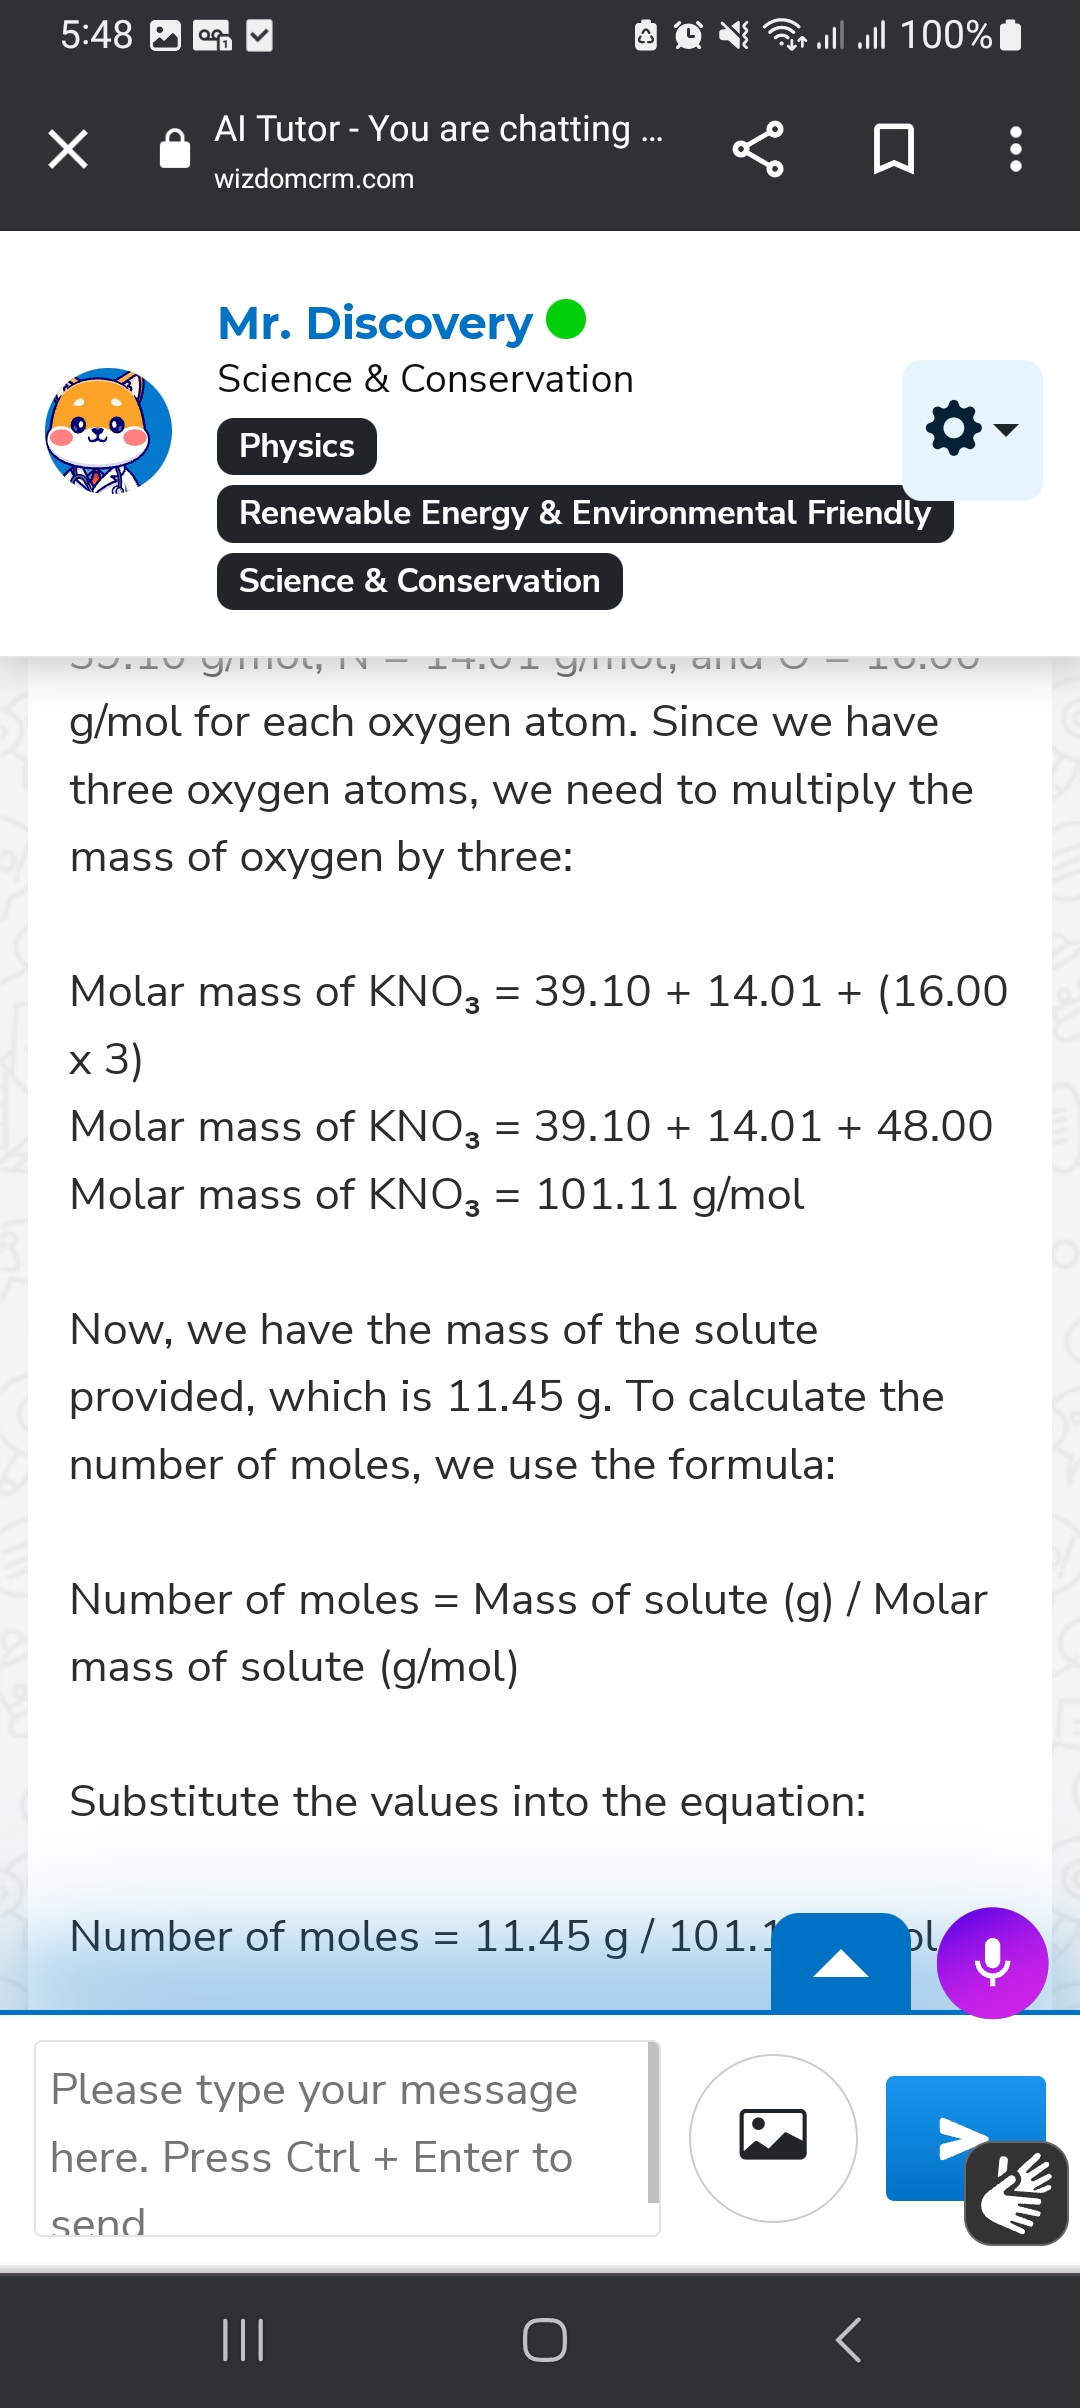 5:48
100%
AI Tutor - You are chatting ...
wizdomcrm.com
Mr. Discovery
Science & Conservation
Physics
Renewable Energy & Environmental Friendly
Science & Conservation
39.10 g/mol, N = 14.01 g/mol, and O = 16.00
g/mol for each oxygen atom. Since we have
three oxygen atoms, we need to multiply the
mass of oxygen by three:
Molar mass of KNO₃ = 39.10 + 14.01 + (16.00
x 3)
Molar mass of KNO₃ = 39.10 + 14.01 + 48.00
Molar mass of KNO₃ = 101.11 g/mol
Now, we have the mass of the solute
provided, which is 11.45 g. To calculate the
number of moles, we use the formula:
Number of moles = Mass of solute (g) / Molar
mass of solute (g/mol)
Substitute the values into the equation:
Number of moles = 11.45 g / 101.1
Please type your message
here. Press Ctrl + Enter to
send